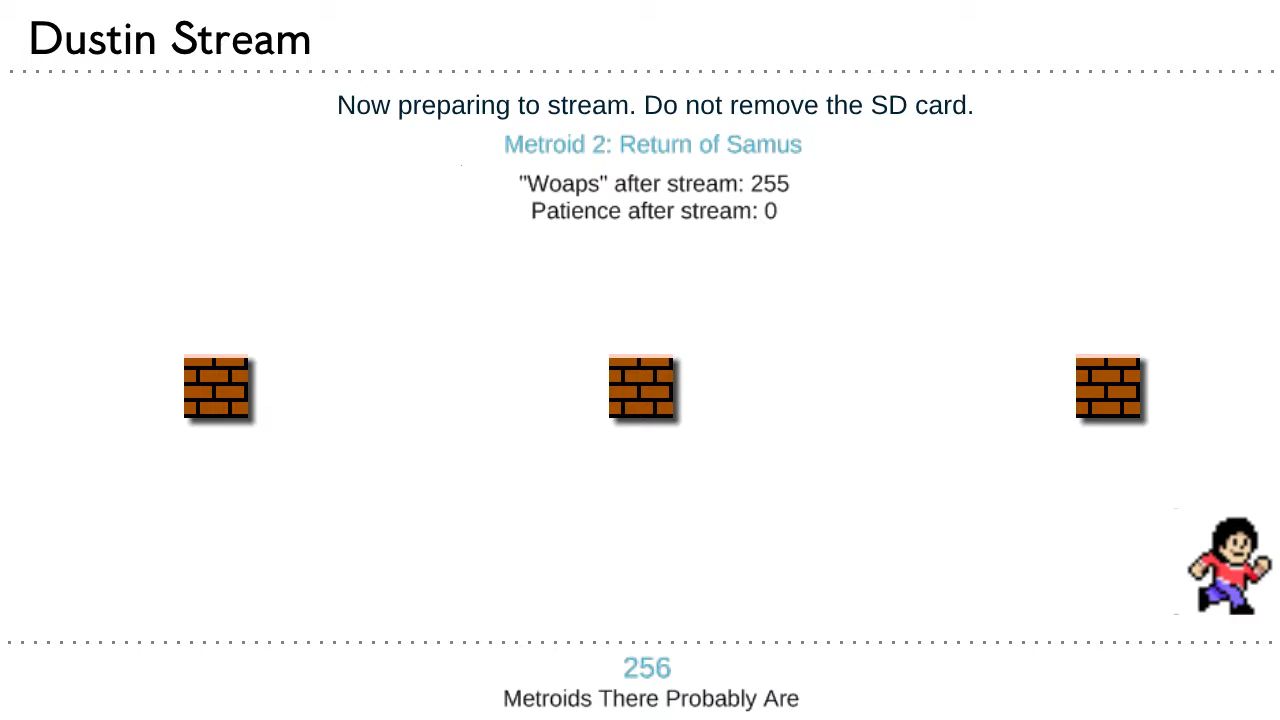 Dustin Stream
Now preparing to stream. Do not remove the SD card.
Metroid 2: Return of Samus
"Woaps" after stream: 255
Patience after stream: 0
256
Metroids There Probably Are